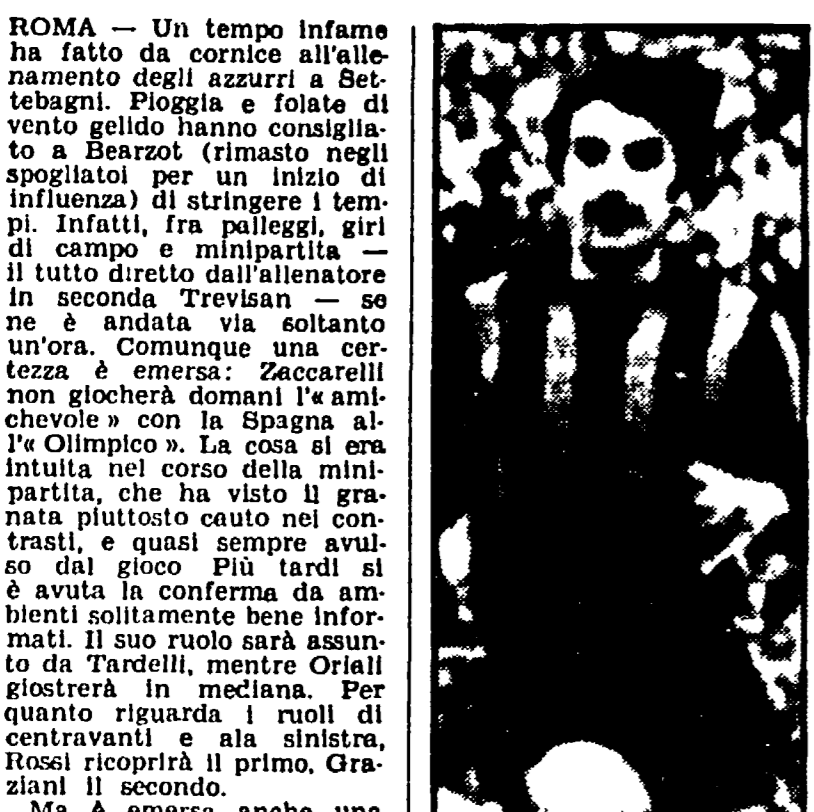 ROMA — Un tempo infame
ha fatto da cornice all'alle-
namento degli azzurri a Set-
tebagni. Pioggia e folate di
vento gelido hanno consiglia-
to a Bearzot (rimasto negli
spogliatoi per un inizio di
influenza) di stringere i tem-
pi. Infatti, fra palleggi, giri
di campo e minipartita —
il tutto diretto dall'allenatore
in seconda Trevisan — se
ne è andata via soltanto
un'ora. Comunque una cer-
tezza è emersa: Zaccarelli
non giocherà domani l'« ami-
chevole » con la Spagna al-
l'« Olimpico ». La cosa si era
intuita nel corso della mini-
partita, che ha visto il gra-
nata piuttosto cauto nei con-
trasti, e quasi sempre avul-
so dal gioco Più tardi si
è avuta la conferma da am-
bienti solitamente bene infor-
mati. Il suo ruolo sarà assun-
to da Tardelli, mentre Oriali
giostrerà in mediana. Per
quanto riguarda i ruoli di
centravanti e ala sinistra,
Rossi ricoprirà il primo, Gra-
ziani il secondo.
Ma è emersa anche una